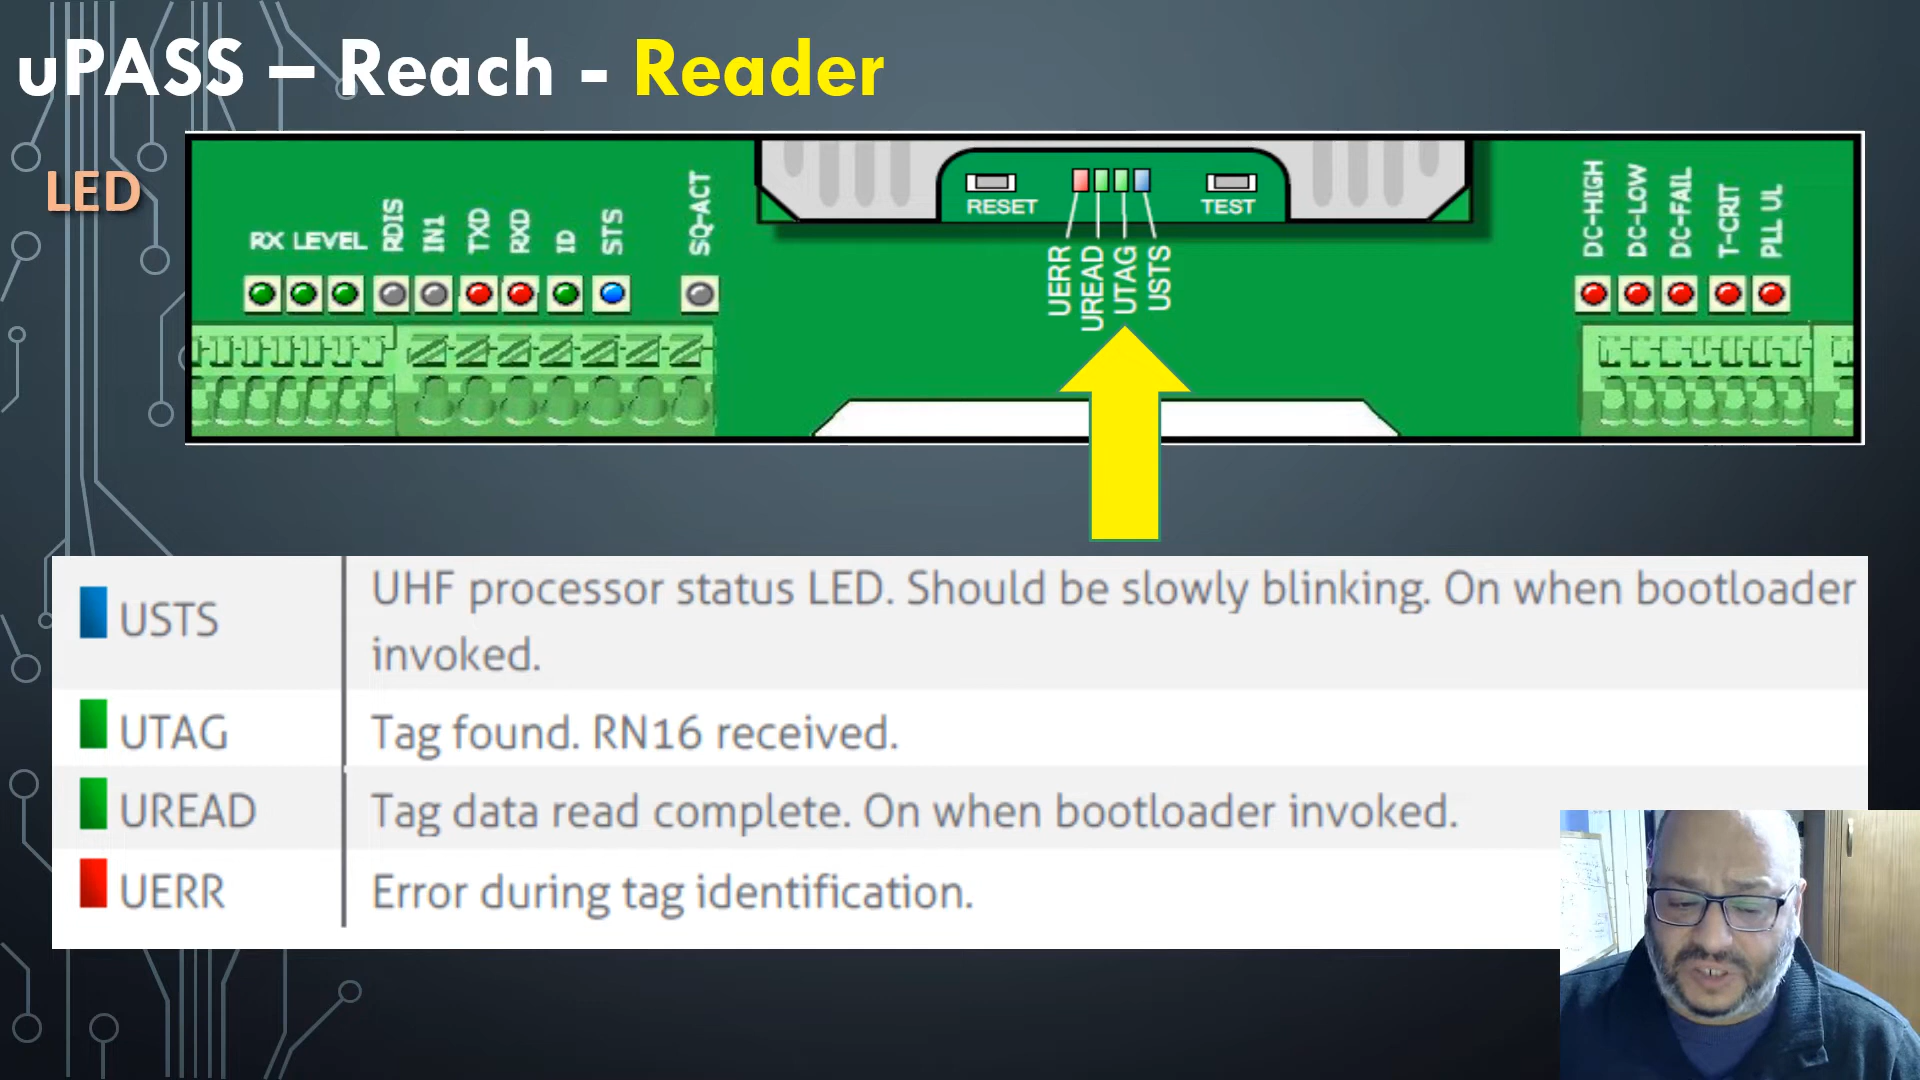 uPASS – Reach - Reader
LED
RX LEVEL
RDIS
IN1
TXD
RXD
ID
STS
SQ-ACT
RESET
TEST
UERR
UREAD
UTAG
USTS
DC-HIGH
DC-LOW
DC-FAIL
T-CRIT
PLL UL
USTS
UHF processor status LED. Should be slowly blinking. On when bootloader
invoked.
UTAG
Tag found. RN16 received.
UREAD
Tag data read complete. On when bootloader invoked.
UERR
Error during tag identification.